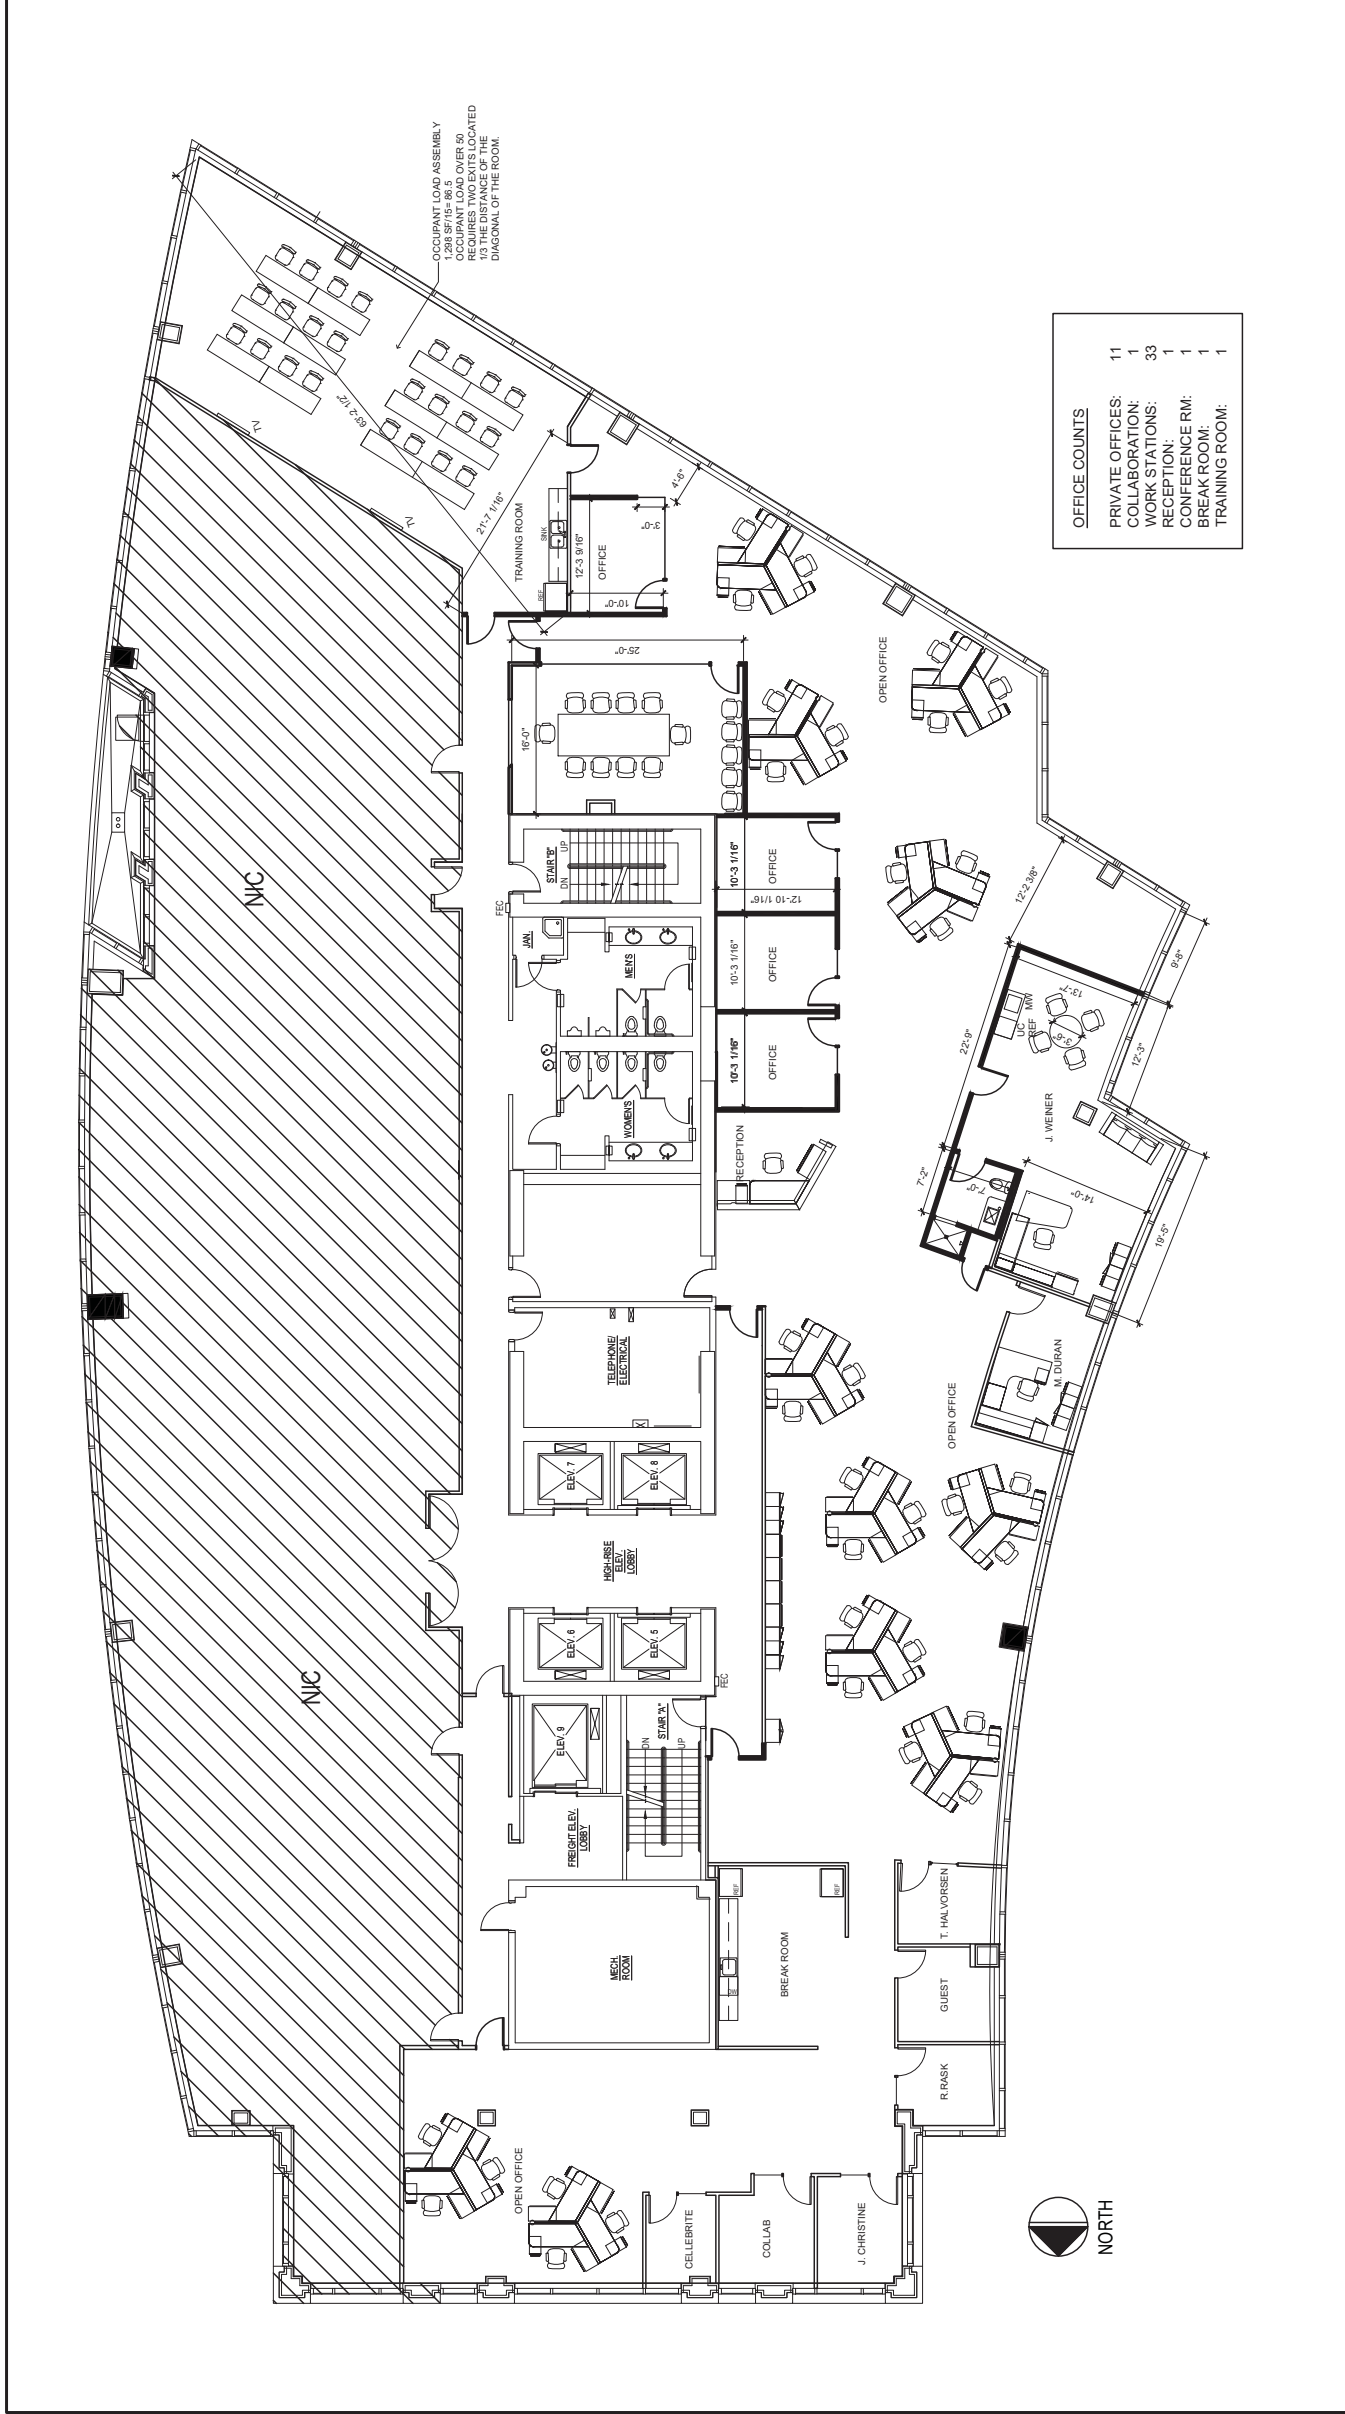 OCCUPANT LOAD ASSEMBLY
1,298 SF/15= 86.5
OCCUPANT LOAD OVER 50
REQUIRES TWO EXITS LOCATED
1/3 THE DISTANCE OF THE
DIAGONAL OF THE ROOM.
63'-2 1/2"
TV
TV
21'-7 1/16"
TRAINING ROOM
SINK
REF
12'-3 9/16"
OFFICE
10'-0"
3'-0"
4'-6"
25'-0"
16'-0"
OPEN OFFICE
NIC
FEC
STAIR "B"
UP
DN
JAN.
MEN'S
WOMEN'S
10'-3 1/16"
OFFICE
12'-10 1/16"
10'-3 1/16"
OFFICE
10'-3 1/16"
OFFICE
RECEPTION
12'-2 3/8"
9'-8"
13'-7"
22'-9"
UC
REF
MW
3'-6"
12'-3"
J. WEINER
7'-2"
7'-0"
14'-0"
19'-5"
M. DURAN
OPEN OFFICE
TELEPHONE/
ELECTRICAL
ELEV. 7
ELEV. 8
HIGH-RISE
ELEV.
LOBBY
ELEV. 6
ELEV. 5
FEC
NIC
ELEV. 9
STAIR "A"
DN
UP
FREIGHT ELEV.
LOBBY
MECH.
ROOM
REF
REF
DW
BREAK ROOM
T. HALVORSEN
GUEST
R.RASK
OPEN OFFICE
CELLEBRITE
COLLAB
J. CHRISTINE
NORTH
OFFICE COUNTS
PRIVATE OFFICES: 11
COLLABORATION: 1
WORK STATIONS: 33
RECEPTION: 1
CONFERENCE RM: 1
BREAK ROOM: 1
TRAINING ROOM: 1